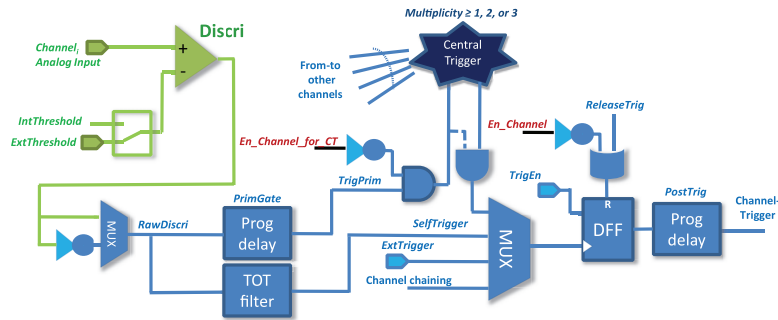 Multiplicity ≥ 1, 2, or 3
Discri
Channel i
Analog Input
+
-
Central
Trigger
From-to
other
channels
IntThreshold
ExtThreshold
En_Channel_for_CT
En_Channel
ReleaseTrig
TrigPrim
TrigEn
PrimGate
PostTrig
MUX
RawDiscri
Prog
delay
SelfTrigger
MUX
R
DFF
Prog
delay
Channel-
Trigger
ExtTrigger
TOT
filter
Channel chaining